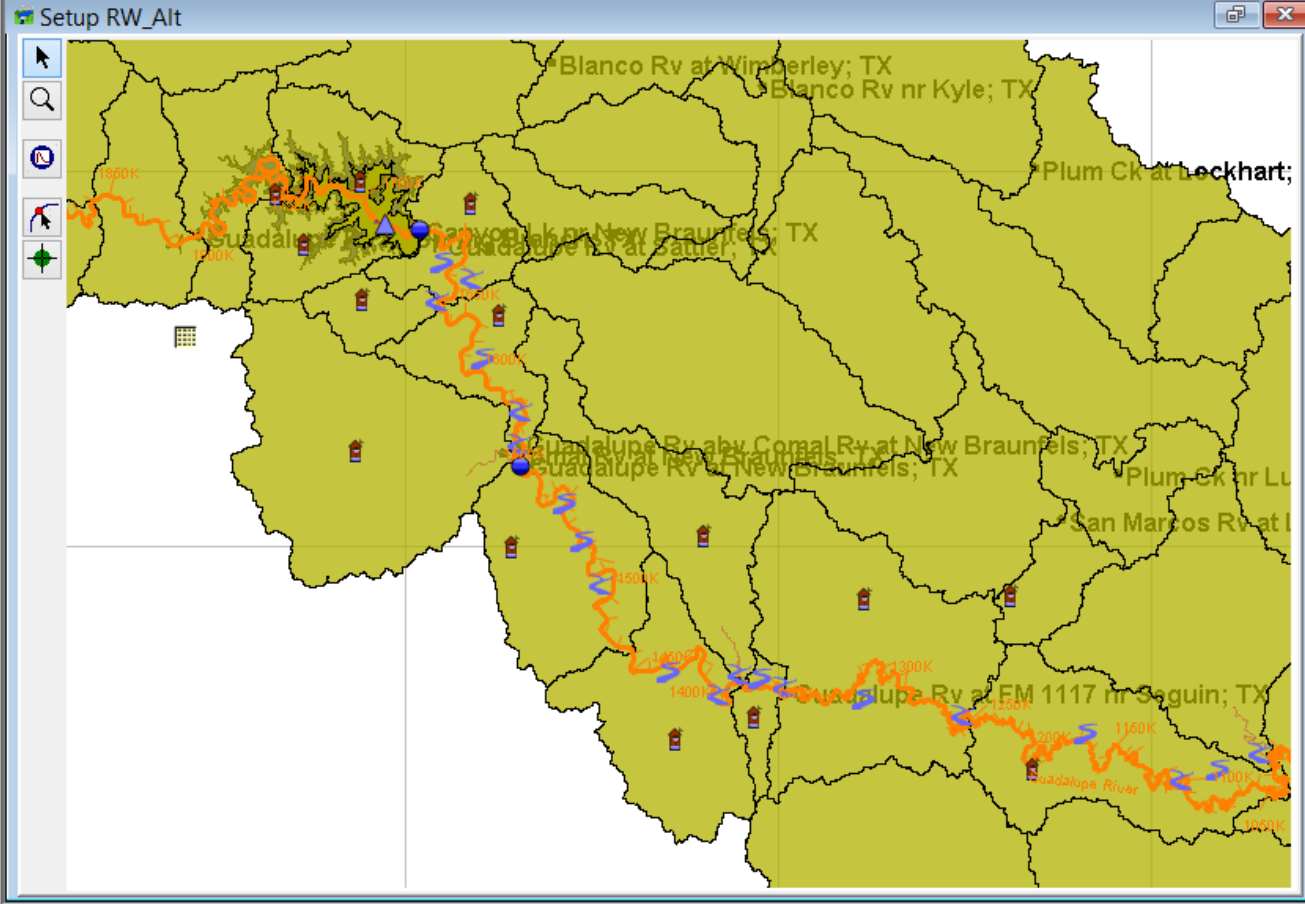 Setup RW_Alt
Blanco Rv at Wimberley; TX
Blanco Rv nr Kyle; TX
Plum Ck at Lockhart;
1850K
Canyon Lk nr New Braunfels; TX
Guadalupe
Guadalupe Rv at Sattler; TX
1800K
1600K
Guadalupe Rv abv Comal Rv at New Braunfels; TX
Guadalupe Rv at New Braunfels; TX
Plum Ck nr Lu
San Marcos Rv at L
1500K
1450K
1400K
1300K
Guadalupe Rv at FM 1117 nr Seguin; TX
1250K
1200K
1150K
Guadalupe River
1100K
1050K